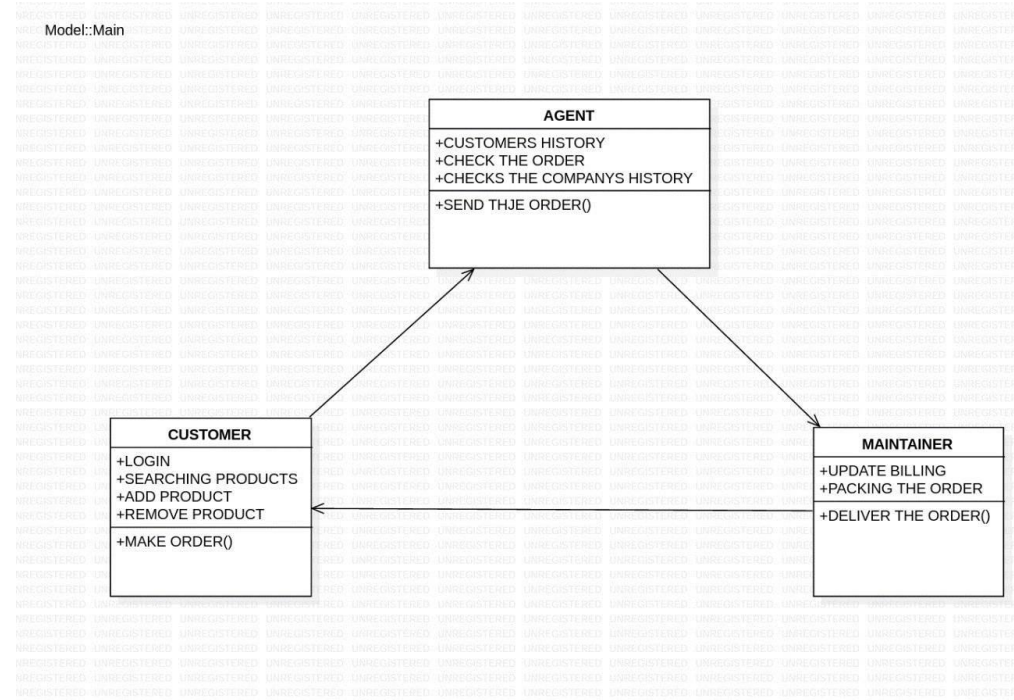 Model::Main
AGENT
+CUSTOMERS HISTORY
+CHECK THE ORDER
+CHECKS THE COMPANYS HISTORY
+SEND THJE ORDER()
CUSTOMER
+LOGIN
+SEARCHING PRODUCTS
+ADD PRODUCT
+REMOVE PRODUCT
+MAKE ORDER()
MAINTAINER
+UPDATE BILLING
+PACKING THE ORDER
+DELIVER THE ORDER()
UNREGISTERED